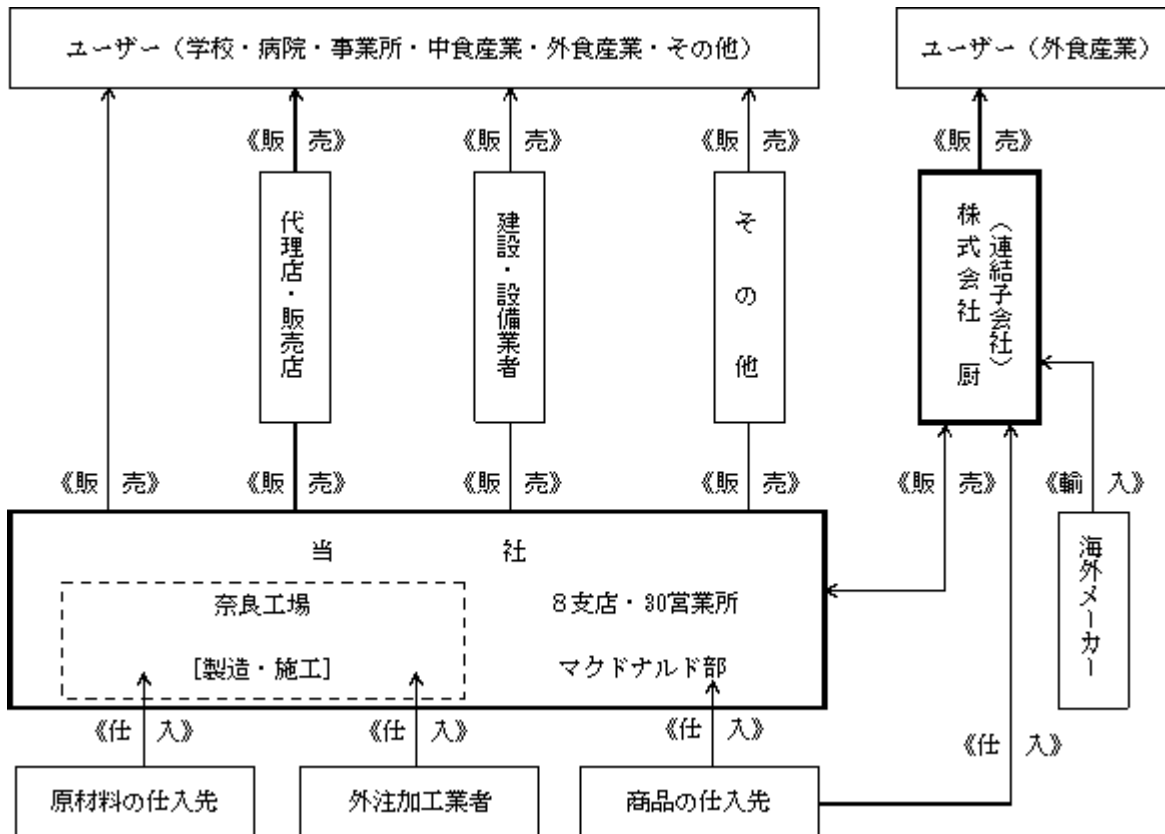 ユーザー（学校・病院・事業所・中食産業・外食産業・その他）
ユーザー（外食産業）
《販　売》
《販　売》
《販　売》
《販　売》
代理店・販売店
建設・設備業者
その他
株式会社　厨
（連結子会社）
《販　売》
《販　売》
《販　売》
《販　売》
《販　売》
《輸　入》
当　社
海外メーカー
奈良工場
８支店・30営業所
[製造・施工]
マクドナルド部
《仕　入》
《仕　入》
《仕　入》
《仕　入》
原材料の仕入先
外注加工業者
商品の仕入先